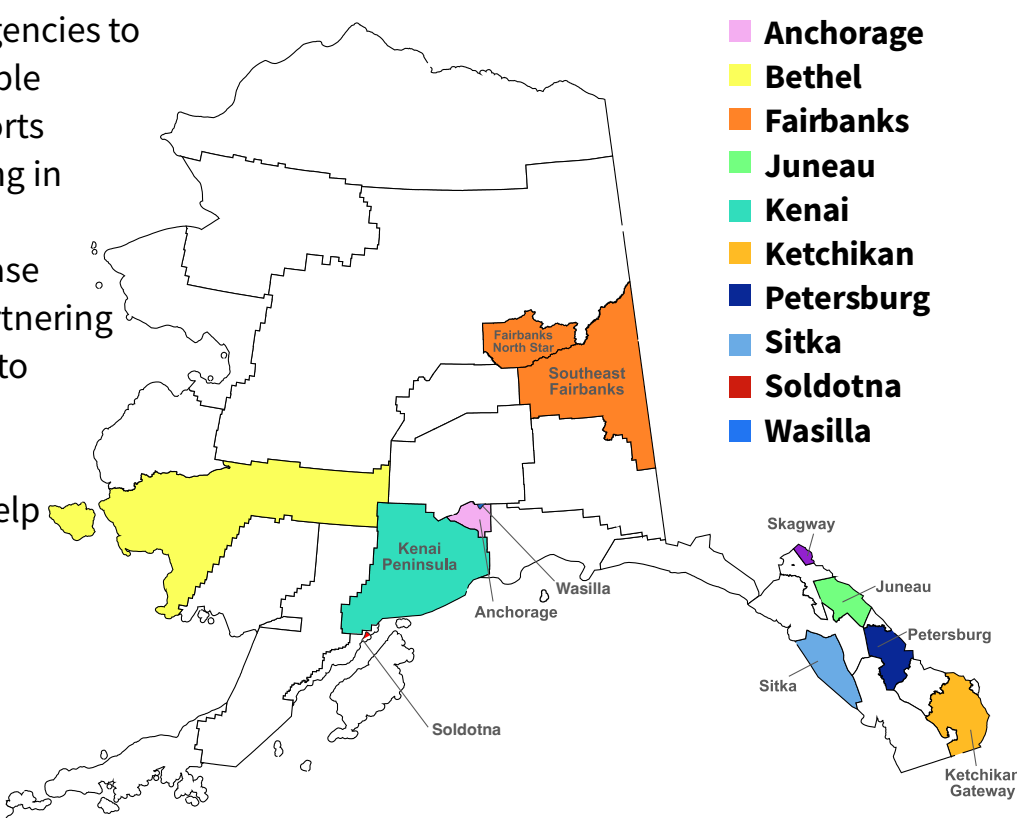 gencies to
ble
orts
ng in
ase
rtnering
to
elp
Anchorage
Bethel
Fairbanks
Juneau
Kenai
Ketchikan
Petersburg
Sitka
Soldotna
Wasilla
Fairbanks
North Star
Southeast
Fairbanks
Kenai
Peninsula
Wasilla
Anchorage
Soldotna
Skagway
Juneau
Petersburg
Sitka
Ketchikan
Gateway